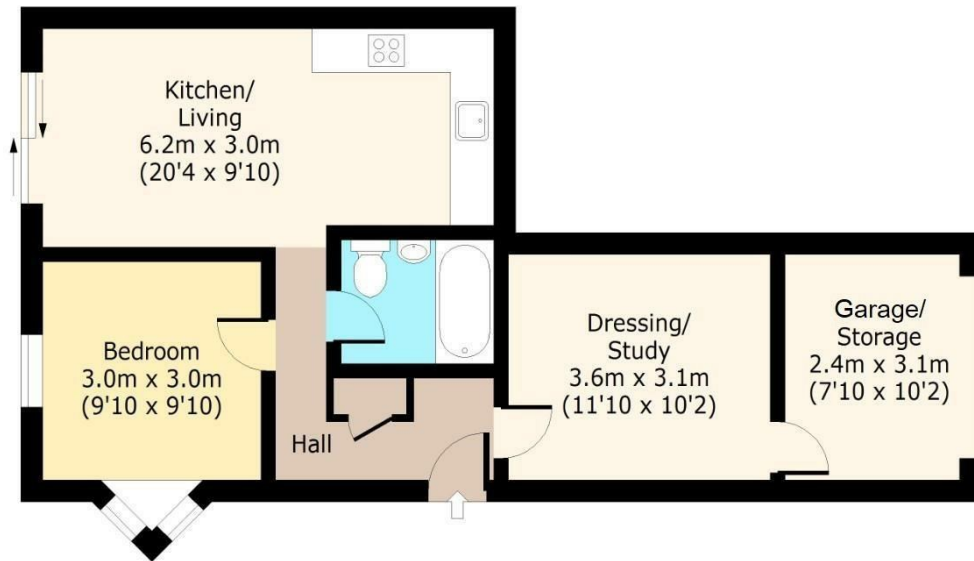 Kitchen/
Living
6.2m x 3.0m
(20'4 x 9'10)
Bedroom
3.0m x 3.0m
(9'10 x 9'10)
Hall
Dressing/
Study
3.6m x 3.1m
(11'10 x 10'2)
Garage/
Storage
2.4m x 3.1m
(7'10 x 10'2)